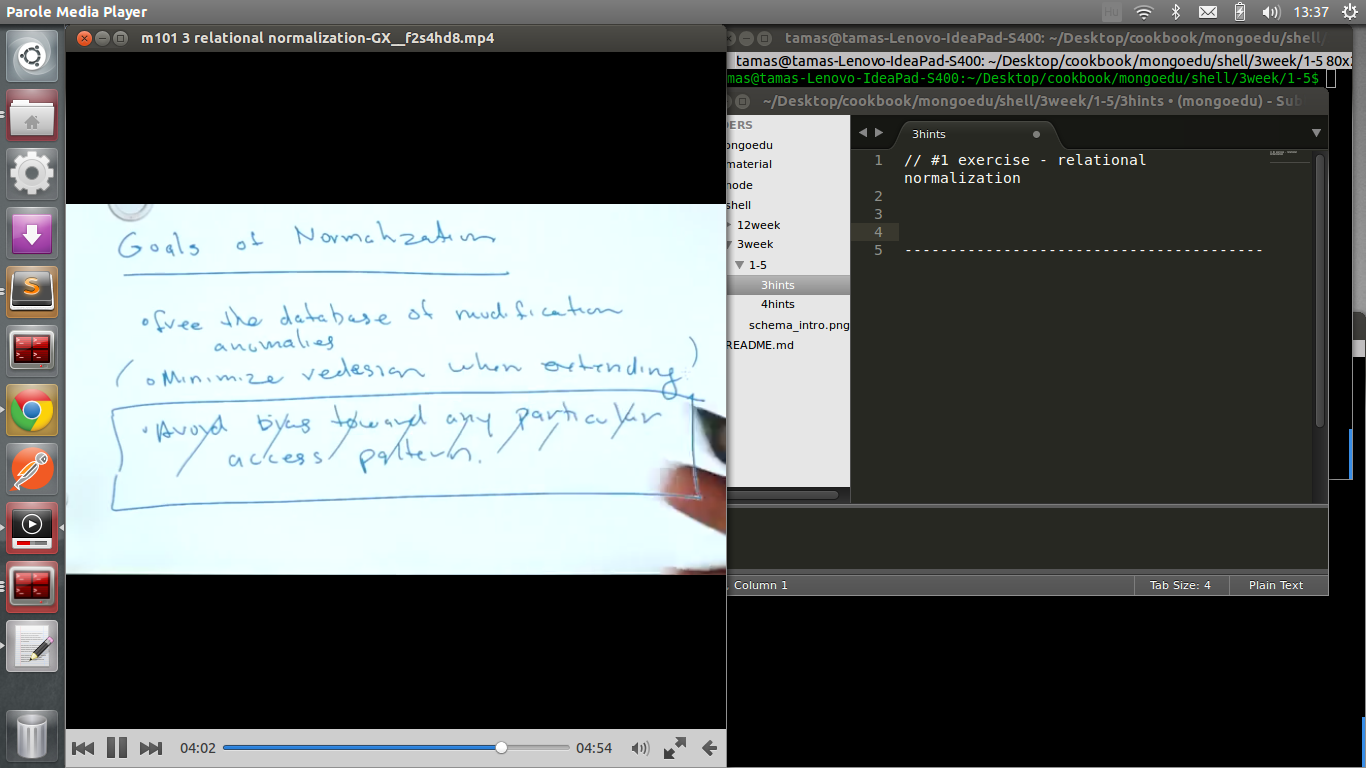 Parole Media Player
Hu
13:37
m101 3 relational normalization-GX__f2s4hd8.mp4
Goals of Normalization
• free the database of modification
anomalies
( • Minimize redesign when extending )
• Avoid bias toward any particular
access pattern.
04:02
04:54
tamas@tamas-Lenovo-IdeaPad-S400: ~/Desktop/cookbook/mongoedu/shell/
tamas@tamas-Lenovo-IdeaPad-S400: ~/Desktop/cookbook/mongoedu/shell/3week/1-5 80x
mas@tamas-Lenovo-IdeaPad-S400:~/Desktop/cookbook/mongoedu/shell/3week/1-5$
~/Desktop/cookbook/mongoedu/shell/3week/1-5/3hints • (mongoedu) - Sub
DERS
ongoedu
material
node
shell
12week
3week
1-5
3hints
4hints
schema_intro.png
README.md
3hints
1 // #1 exercise - relational
normalization
2
3
4
5 ---------------------------------------
, Column 1
Tab Size: 4
Plain Text